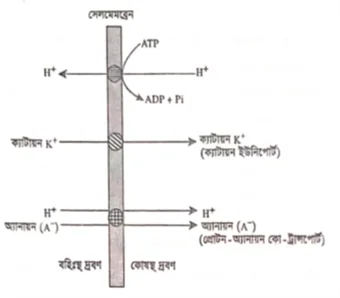 সেলমেমব্রেন
ATP
H⁺ H⁺
ADP + Pi
ক্যাটায়ন K⁺ ক্যাটায়ন K⁺
(ক্যাটায়ন ইউনিপোর্ট)
H⁺ H⁺
অ্যানায়ন (A⁻) অ্যানায়ন (A⁻)
(প্রোটন-অ্যানায়ন কো-ট্রান্সপোর্ট)
বহিঃস্থ দ্রবণ কোষস্থ দ্রবণ